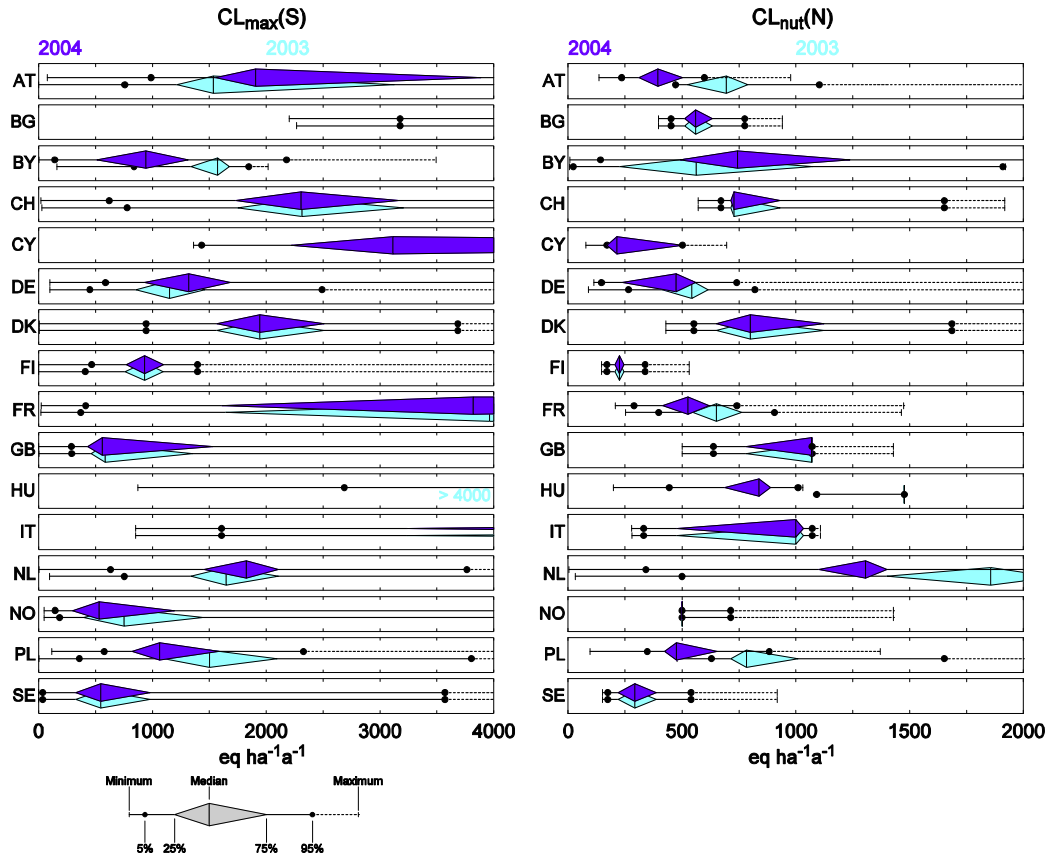 CLmax(S) CLnut(N)
2004 2003 2004 2003
AT AT
BG BG
BY BY
CH CH
CY CY
DE DE
DK DK
FI FI
FR FR
GB GB
HU > 4000 HU
IT IT
NL NL
NO NO
PL PL
SE SE
0 1000 2000 3000 4000 0 500 1000 1500 2000
eq ha⁻¹a⁻¹ eq ha⁻¹a⁻¹
Minimum Median Maximum
5% 25% 75% 95%